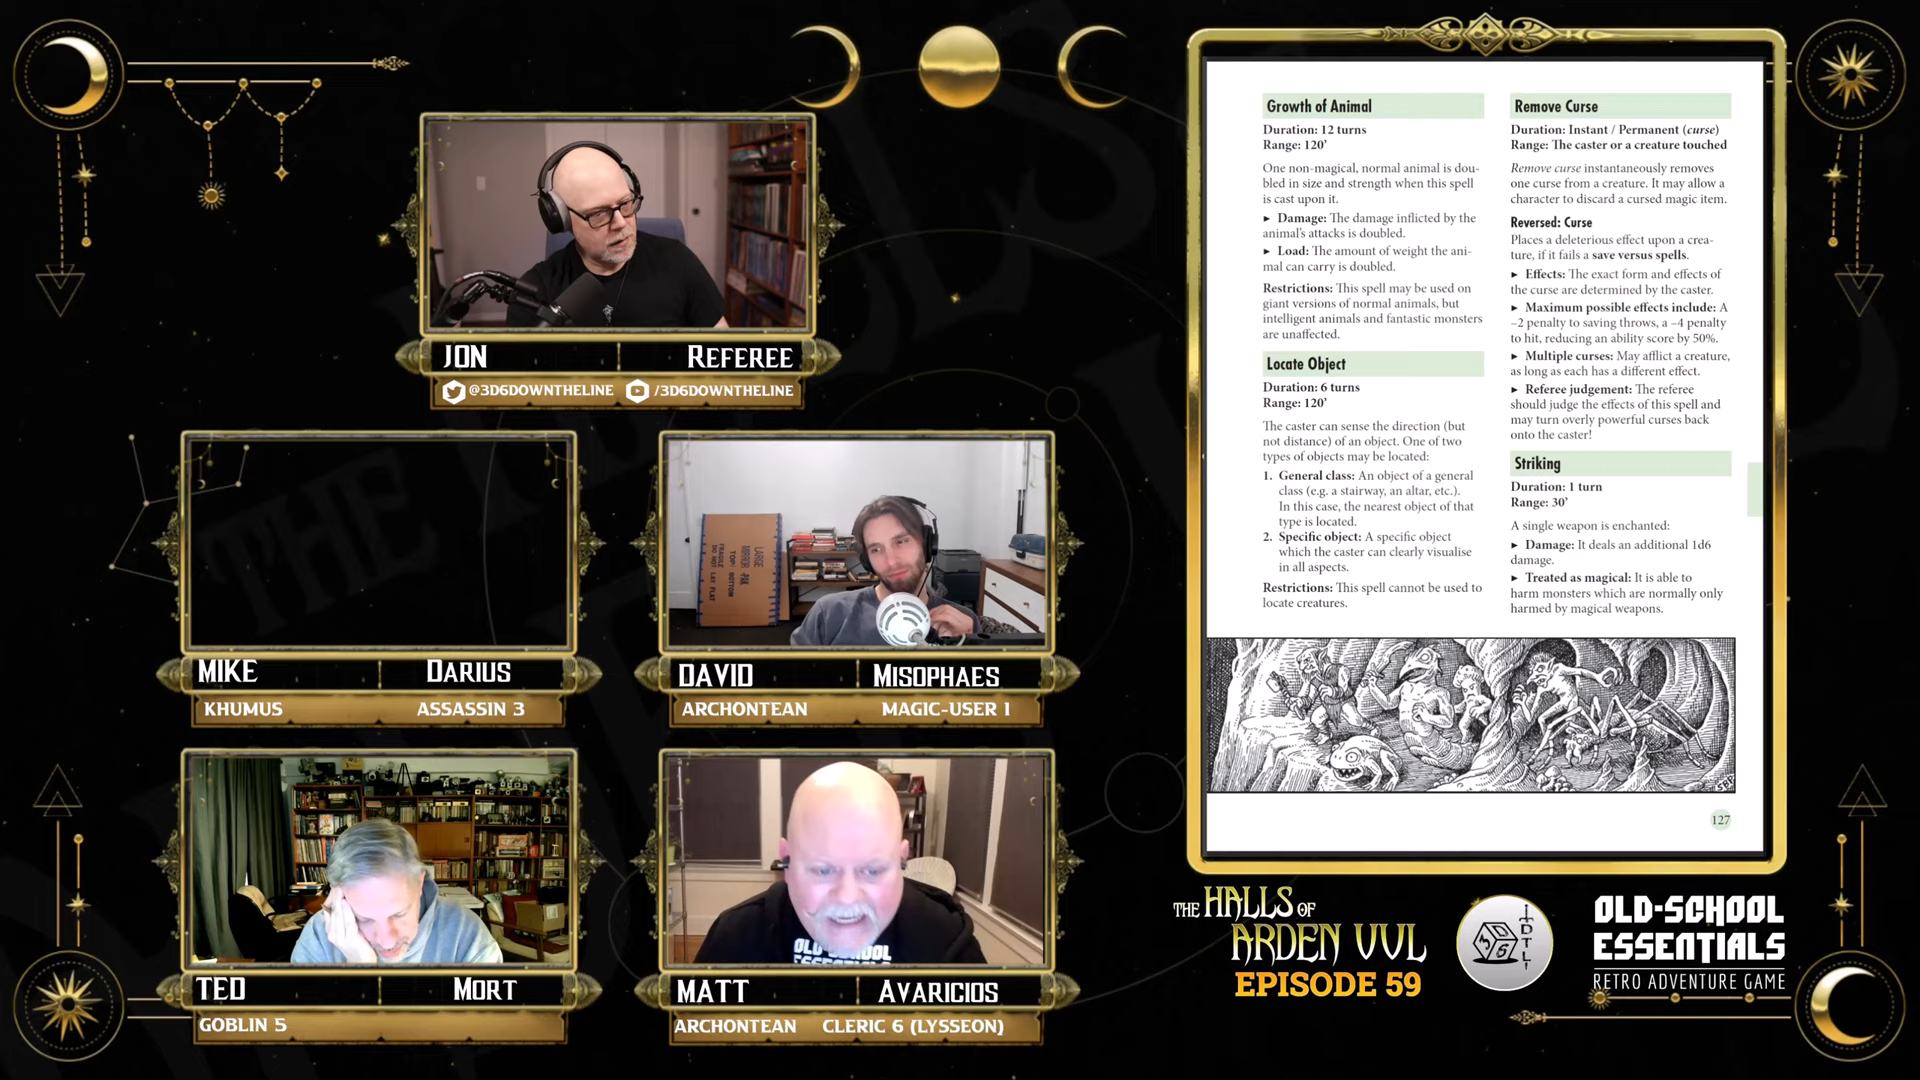 JON
REFEREE
@3D6DOWNTHELINE
/3D6DOWNTHELINE
MIKE
DARIUS
KHUMUS
ASSASSIN 3
LARGE
MIRROR PAK
TOP/BOTTOM
FRAGILE
DO NOT LAY FLAT
DAVID
MISOPHAES
ARCHONTEAN
MAGIC-USER 1
TED
MORT
GOBLIN 5
OLD-SCHOOL
ESSENTIALS
MATT
AVARICIOS
ARCHONTEAN
CLERIC 6 (LYSSEON)
Growth of Animal
Duration: 12 turns
Range: 120’
One non-magical, normal animal is dou-
bled in size and strength when this spell
is cast upon it.
► Damage: The damage inflicted by the
animal’s attacks is doubled.
► Load: The amount of weight the ani-
mal can carry is doubled.
Restrictions: This spell may be used on
giant versions of normal animals, but
intelligent animals and fantastic monsters
are unaffected.
Locate Object
Duration: 6 turns
Range: 120’
The caster can sense the direction (but
not distance) of an object. One of two
types of objects may be located:
1. General class: An object of a general
class (e.g. a stairway, an altar, etc.).
In this case, the nearest object of that
type is located.
2. Specific object: A specific object
which the caster can clearly visualise
in all aspects.
Restrictions: This spell cannot be used to
locate creatures.
Remove Curse
Duration: Instant / Permanent (curse)
Range: The caster or a creature touched
Remove curse instantaneously removes
one curse from a creature. It may allow a
character to discard a cursed magic item.
Reversed: Curse
Places a deleterious effect upon a crea-
ture, if it fails a save versus spells.
► Effects: The exact form and effects of
the curse are determined by the caster.
► Maximum possible effects include: A
–2 penalty to saving throws, a –4 penalty
to hit, reducing an ability score by 50%.
► Multiple curses: May afflict a creature,
as long as each has a different effect.
► Referee judgement: The referee
should judge the effects of this spell and
may turn overly powerful curses back
onto the caster!
Striking
Duration: 1 turn
Range: 30’
A single weapon is enchanted:
► Damage: It deals an additional 1d6
damage.
► Treated as magical: It is able to
harm monsters which are normally only
harmed by magical weapons.
127
THE HALLS OF
ARDEN VUL
EPISODE 59
3D6
DTL
OLD-SCHOOL
ESSENTIALS
RETRO ADVENTURE GAME